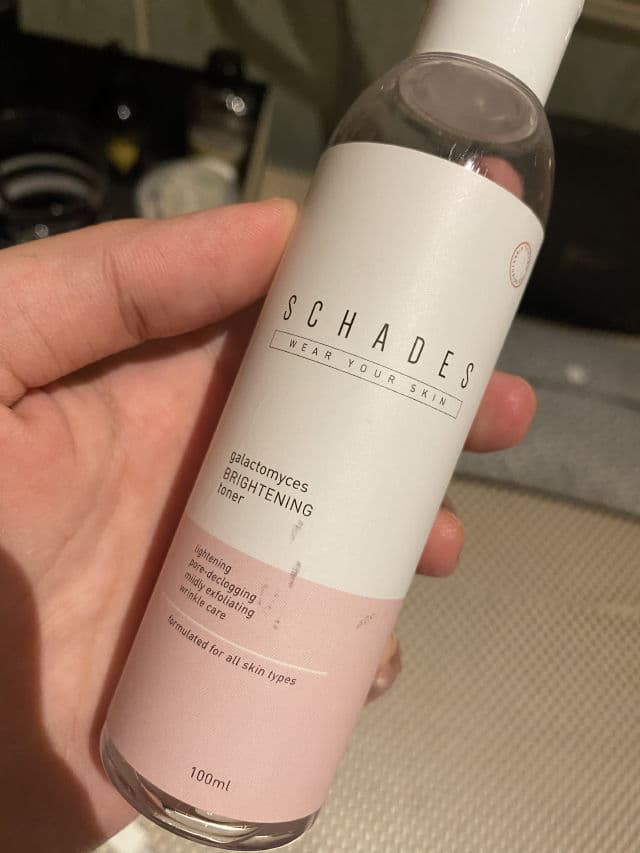 SCHADES
WEAR YOUR SKIN
galactomyces
BRIGHTENING
toner
lightening
pore-declogging
mildly exfoliating
wrinkle care
formulated for all skin types
100ml